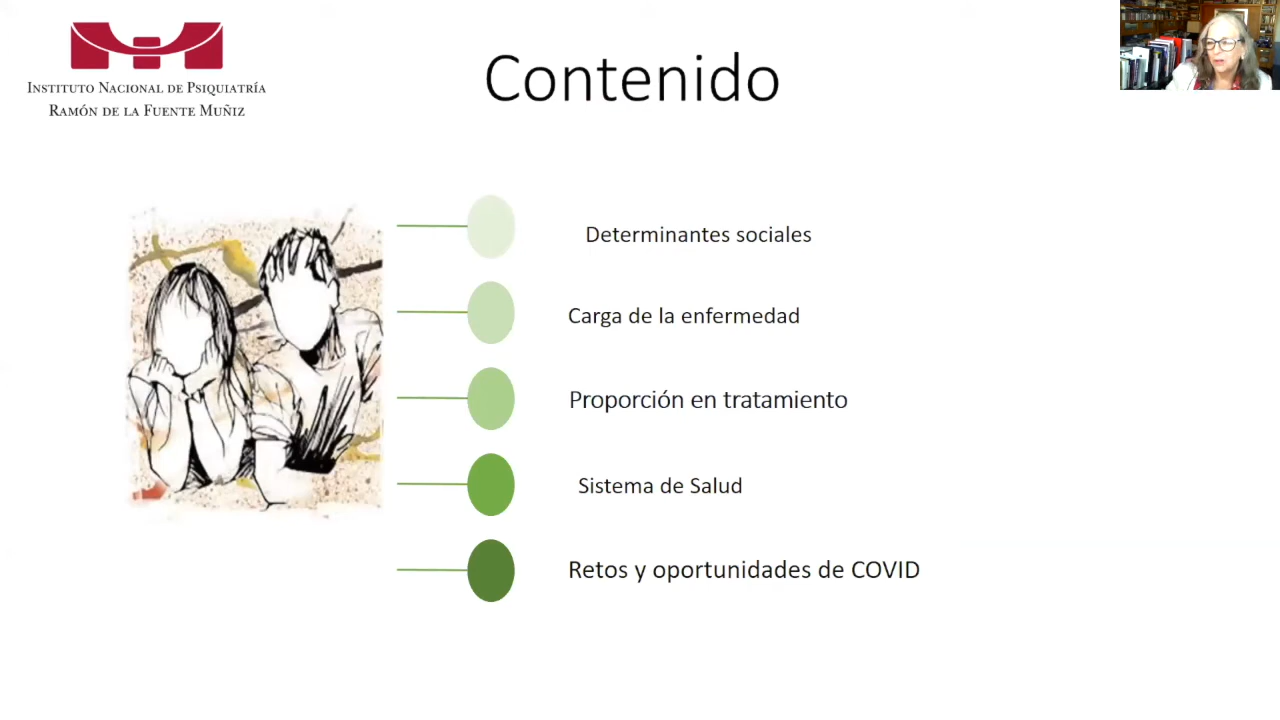 Instituto Nacional de Psiquiatría
Ramón de la Fuente Muñiz
Contenido
Determinantes sociales
Carga de la enfermedad
Proporción en tratamiento
Sistema de Salud
Retos y oportunidades de COVID